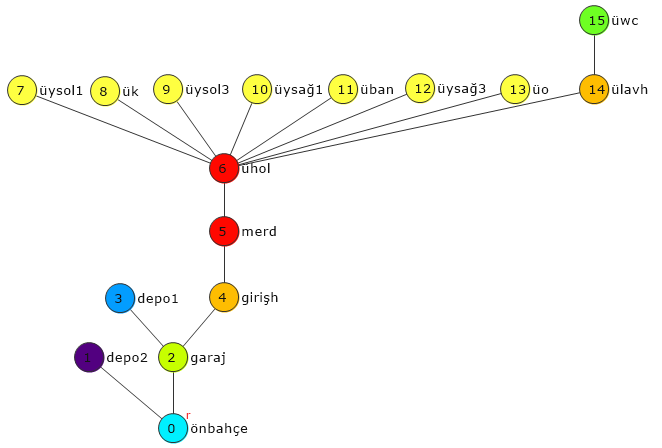 15 üwc
7 üysol1 8 ük 9 üysol3 10 üysağ1 11 üban 12 üysağ3 13 üo 14 ülavh
6 ühol
5 merd
3 depo1 4 girişh
1 depo2 2 garaj
r
0 önbahçe